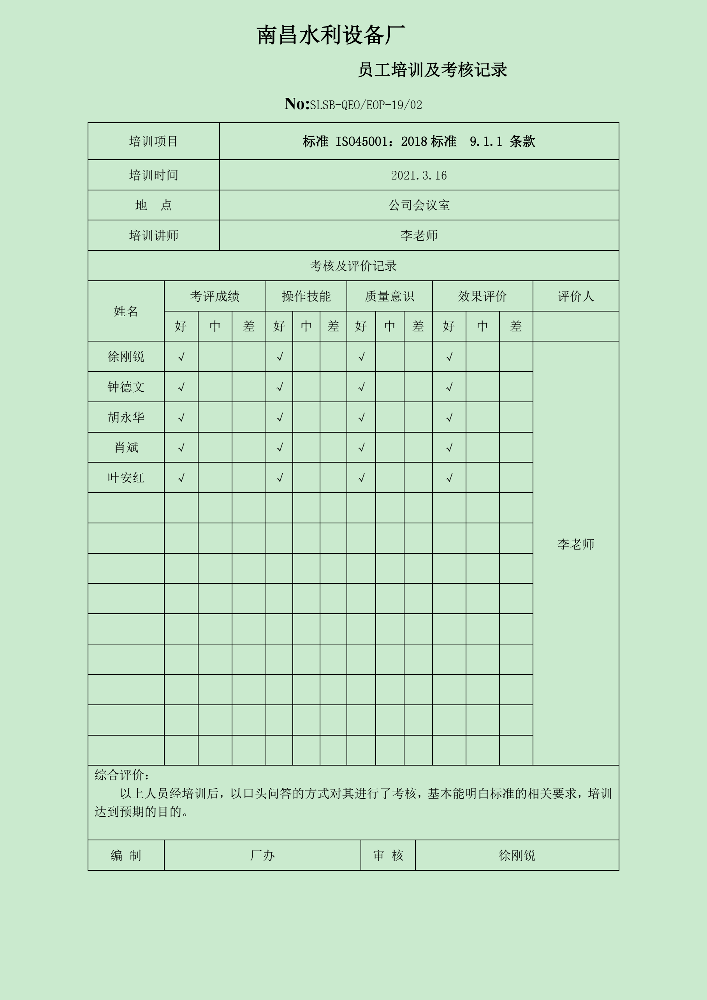 南昌水利设备厂
员工培训及考核记录
No:SLSB-QEO/EOP-19/02
培训项目 标准 ISO45001：2018标准 9.1.1 条款
培训时间 2021.3.16
地 点 公司会议室
培训讲师 李老师
考核及评价记录
姓名 考评成绩 操作技能 质量意识 效果评价 评价人
好 中 差 好 中 差 好 中 差 好 中 差
徐刚锐 √ √ √ √
钟德文 √ √ √ √
胡永华 √ √ √ √
肖斌 √ √ √ √
叶安红 √ √ √ √
李老师
综合评价：
以上人员经培训后，以口头问答的方式对其进行了考核，基本能明白标准的相关要求，培训
达到预期的目的。
编 制 厂办 审 核 徐刚锐